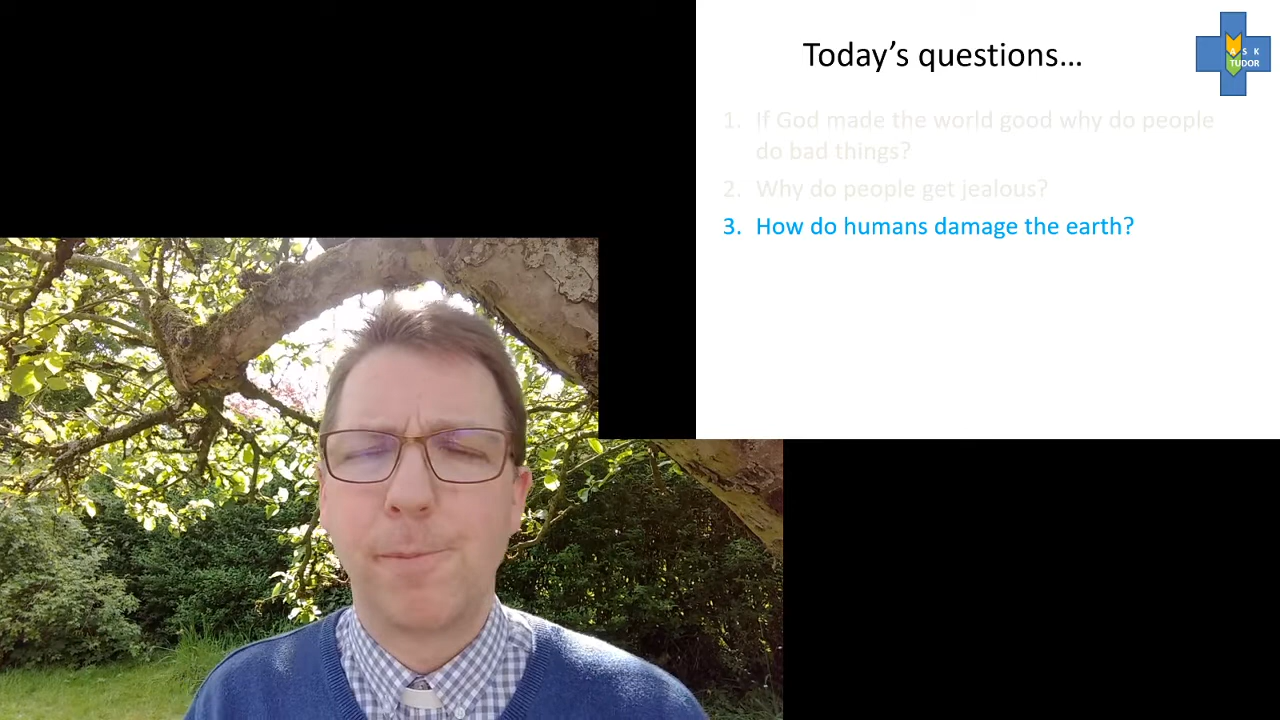 Today's questions…
A S K
TUDOR
1. If God made the world good why do people
do bad things?
2. Why do people get jealous?
3. How do humans damage the earth?